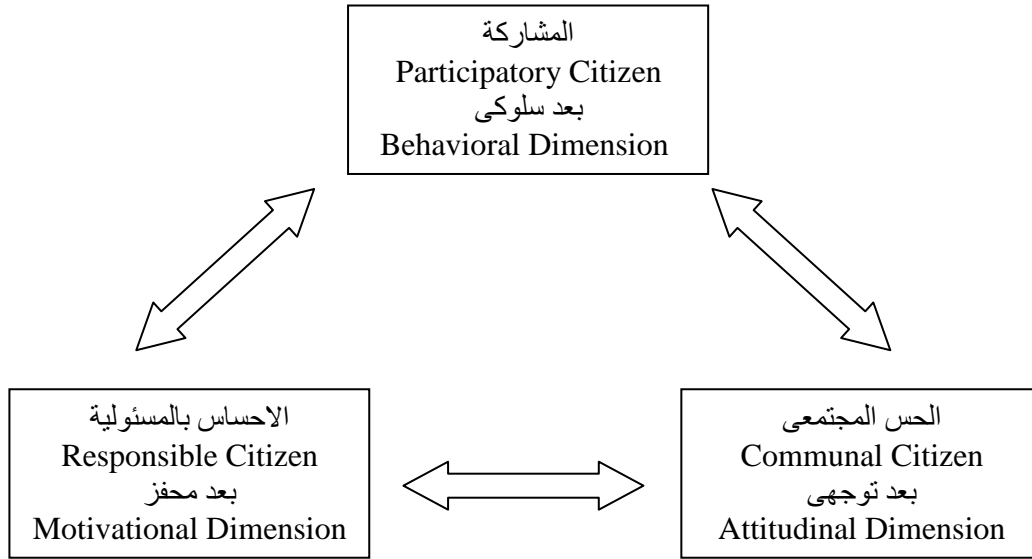 المشاركة
Participatory Citizen
بعد سلوكى
Behavioral Dimension
الاحساس بالمسئولية
Responsible Citizen
بعد محفز
Motivational Dimension
الحس المجتمعى
Communal Citizen
بعد توجهى
Attitudinal Dimension